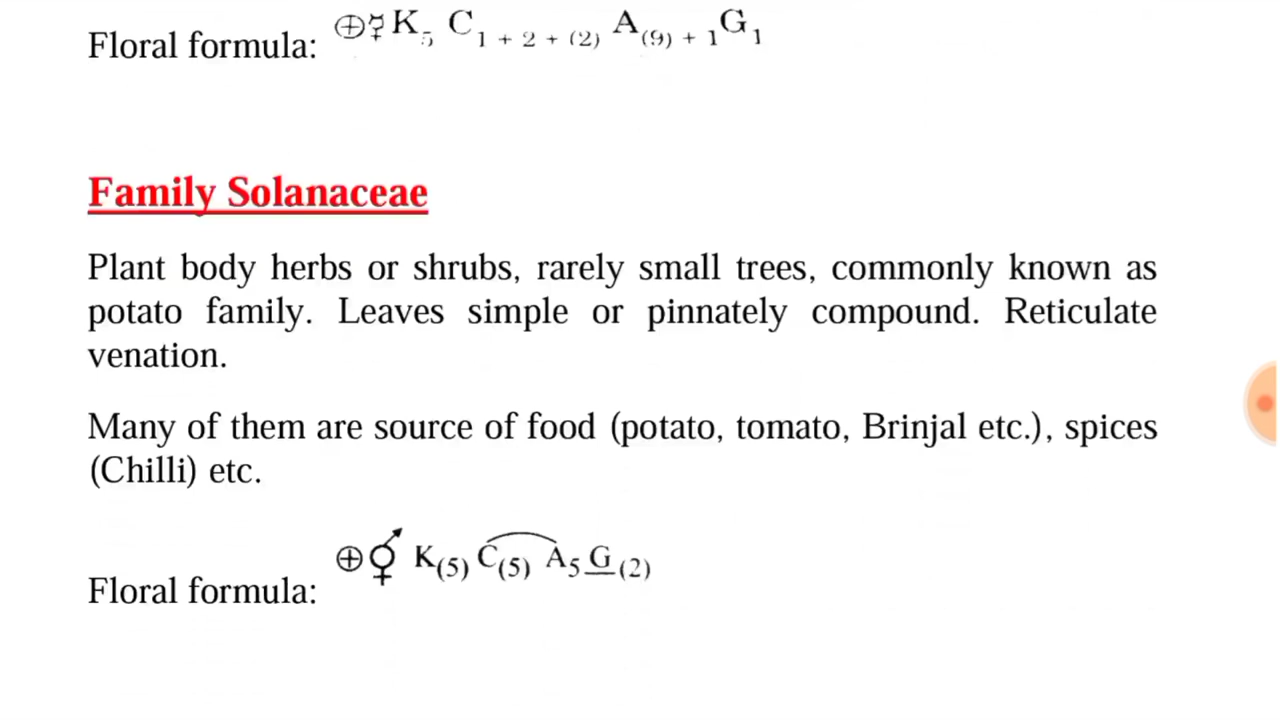 Floral formula: ⊕☿ K5 C1 + 2 + (2) A(9) + 1 G1
Family Solanaceae
Plant body herbs or shrubs, rarely small trees, commonly known as
potato family. Leaves simple or pinnately compound. Reticulate
venation.
Many of them are source of food (potato, tomato, Brinjal etc.), spices
(Chilli) etc.
Floral formula: ⊕⚥ K(5) C(5) A5 G(2)